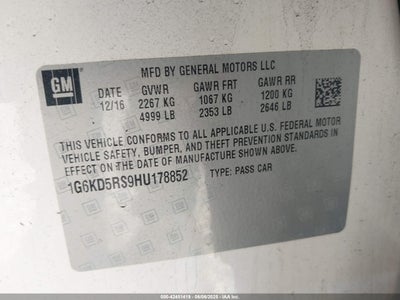 GM
MFD BY GENERAL MOTORS LLC
DATE GVWR GAWR FRT GAWR RR
12/16 2267 KG 1067 KG 1200 KG
4999 LB 2353 LB 2646 LB
THIS VEHICLE CONFORMS TO ALL APPLICABLE U.S. FEDERAL MOTOR
VEHICLE SAFETY, BUMPER, AND THEFT PREVENTION STANDARDS IN
EFFECT ON THE DATE OF MANUFACTURE SHOWN ABOVE.
1G6KD5RS9HU178852 TYPE: PASS CAR